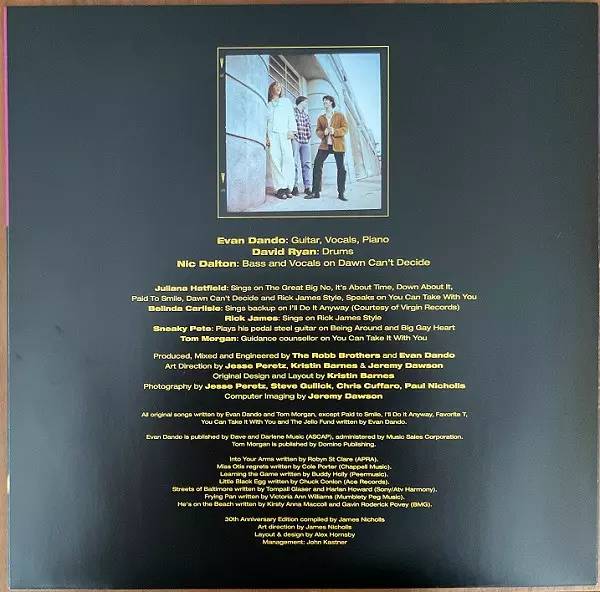 Evan Dando: Guitar, Vocals, Piano
David Ryan: Drums
Nic Dalton: Bass and Vocals on Dawn Can't Decide
Juliana Hatfield: Sings on The Great Big No, It's About Time, Down About It,
Paid To Smile, Dawn Can't Decide and Rick James Style, Speaks on You Can Take With You
Belinda Carlisle: Sings backup on I'll Do It Anyway (Courtesy of Virgin Records)
Rick James: Sings on Rick James Style
Sneaky Pete: Plays his pedal steel guitar on Being Around and Big Gay Heart
Tom Morgan: Guidance counsellor on You Can Take It With You
Produced, Mixed and Engineered by The Robb Brothers and Evan Dando
Art Direction by Jesse Peretz, Kristin Barnes & Jeremy Dawson
Original Design and Layout by Kristin Barnes
Photography by Jesse Peretz, Steve Gullick, Chris Cuffaro, Paul Nicholls
Computer Imaging by Jeremy Dawson
All original songs written by Evan Dando and Tom Morgan, except Paid to Smile, I'll Do It Anyway, Favorite T,
You Can Take It With You and The Jello Fund written by Evan Dando.
Evan Dando is published by Dave and Darlene Music (ASCAP), administered by Music Sales Corporation.
Tom Morgan is published by Domino Publishing.
Into Your Arms written by Robyn St Clare (APRA).
Miss Otis regrets written by Cole Porter (Chappell Music).
Learning the Game written by Buddy Holly (Peermusic).
Little Black Egg written by Chuck Conlon (Ace Records).
Streets of Baltimore written by Tompall Glaser and Harlan Howard (Sony/Atv Harmony).
Frying Pan written by Victoria Ann Williams (Mumblety Peg Music).
He's on the Beach written by Kirsty Anna Maccoll and Gavin Roderick Povey (BMG).
30th Anniversary Edition compiled by James Nicholls
Art direction by James Nicholls
Layout & design by Alex Hornsby
Management: John Kastner